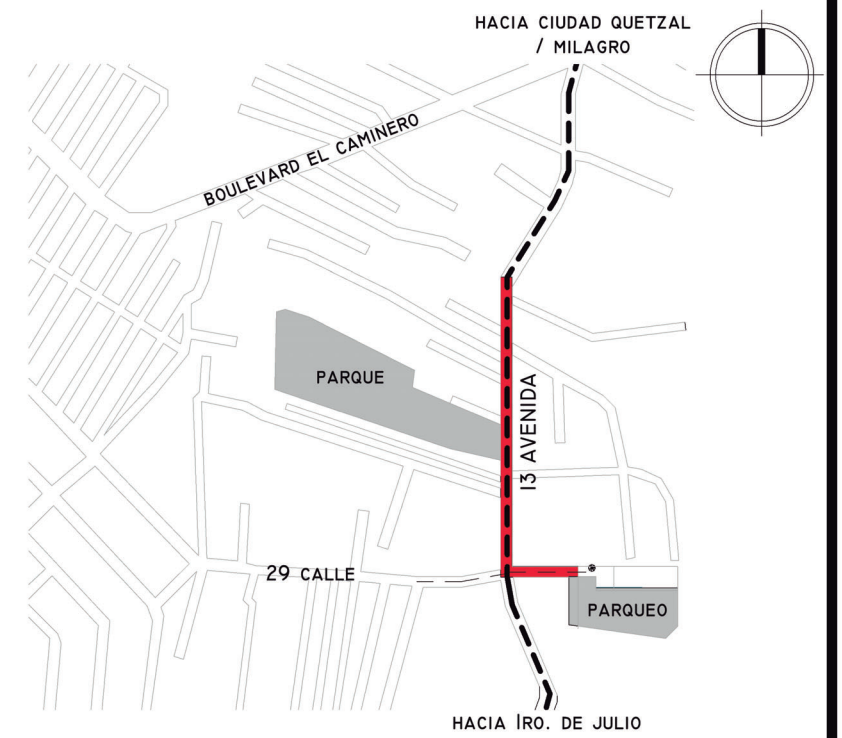 HACIA CIUDAD QUETZAL
/ MILAGRO
BOULEVARD EL CAMINERO
PARQUE
13 AVENIDA
29 CALLE
PARQUEO
HACIA 1RO. DE JULIO